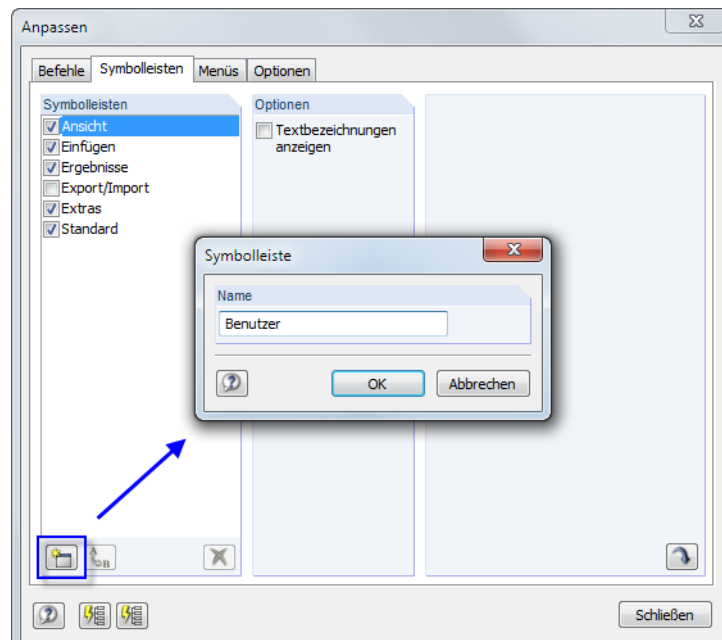 Anpassen
Befehle Symbolleisten Menüs Optionen
Symbolleisten
Ansicht
Einfügen
Ergebnisse
Export/Import
Extras
Standard
Optionen
Textbezeichnungen
anzeigen
Symbolleiste
Name
Benutzer
OK Abbrechen
A
B
Schließen